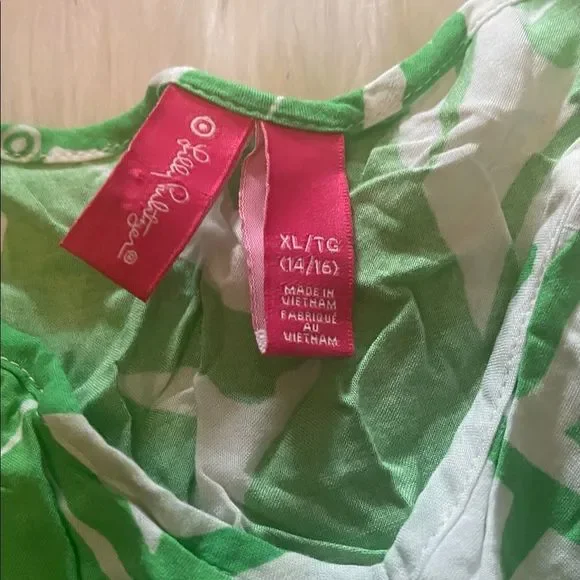 Lilly Pulitzer®
XL/TG
(14/16)
MADE IN
VIETNAM
FABRIQUÉ
AU
VIETNAM